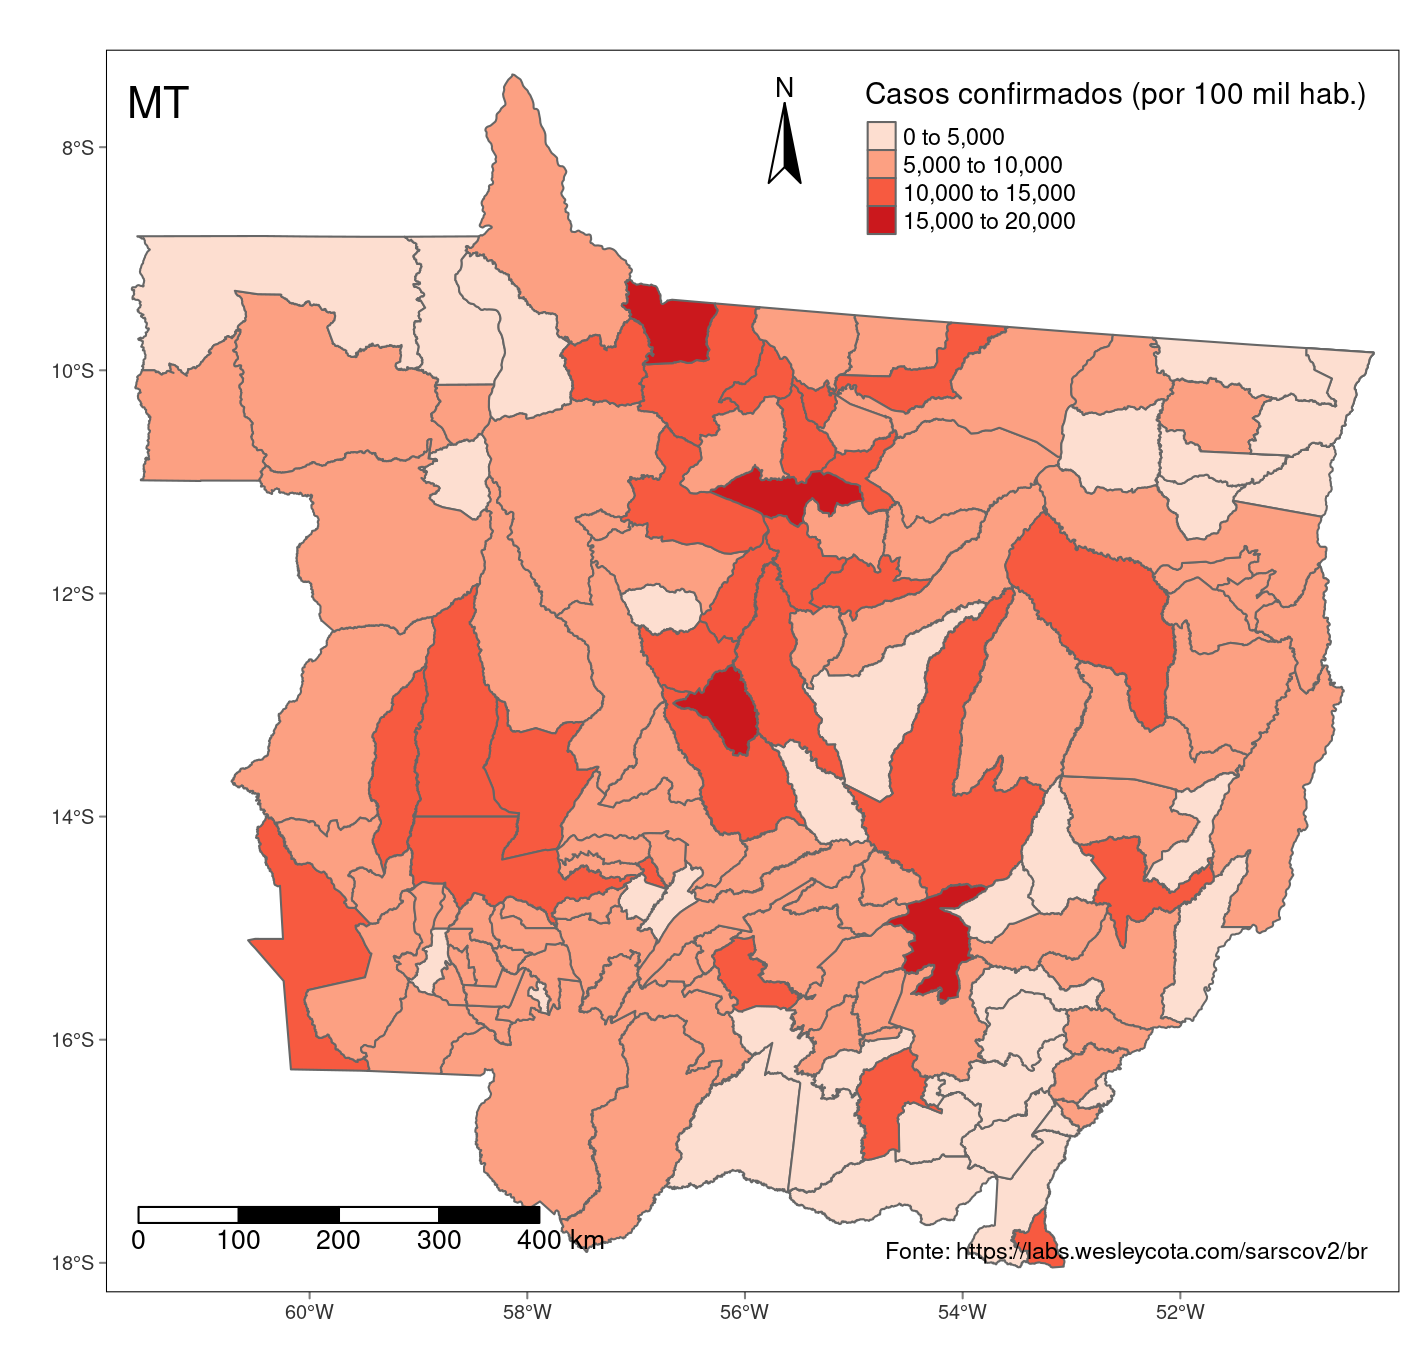 MT
N
Casos confirmados (por 100 mil hab.)
0 to 5,000
5,000 to 10,000
10,000 to 15,000
15,000 to 20,000
8°S
10°S
12°S
14°S
16°S
18°S
0 100 200 300 400 km
Fonte: https://labs.wesleycota.com/sarscov2/br
60°W 58°W 56°W 54°W 52°W